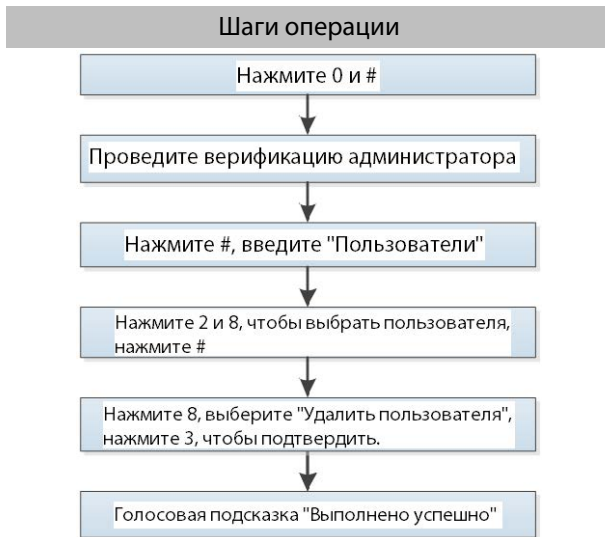 Шаги операции
Нажмите 0 и #
Проведите верификацию администратора
Нажмите #, введите "Пользователи"
Нажмите 2 и 8, чтобы выбрать пользователя,
нажмите #
Нажмите 8, выберите "Удалить пользователя",
нажмите 3, чтобы подтвердить.
Голосовая подсказка "Выполнено успешно"